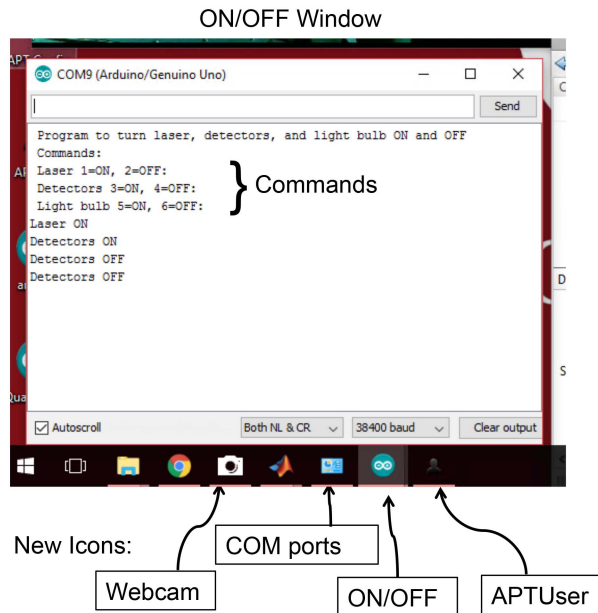 ON/OFF Window
COM9 (Arduino/Genuino Uno)
Send
Program to turn laser, detectors, and light bulb ON and OFF
Commands:
Laser 1=ON, 2=OFF:
Detectors 3=ON, 4=OFF:
Light bulb 5=ON, 6=OFF:
Commands
Laser ON
Detectors ON
Detectors OFF
Detectors OFF
Autoscroll
Both NL & CR
38400 baud
Clear output
New Icons:
COM ports
Webcam
ON/OFF
APTUser